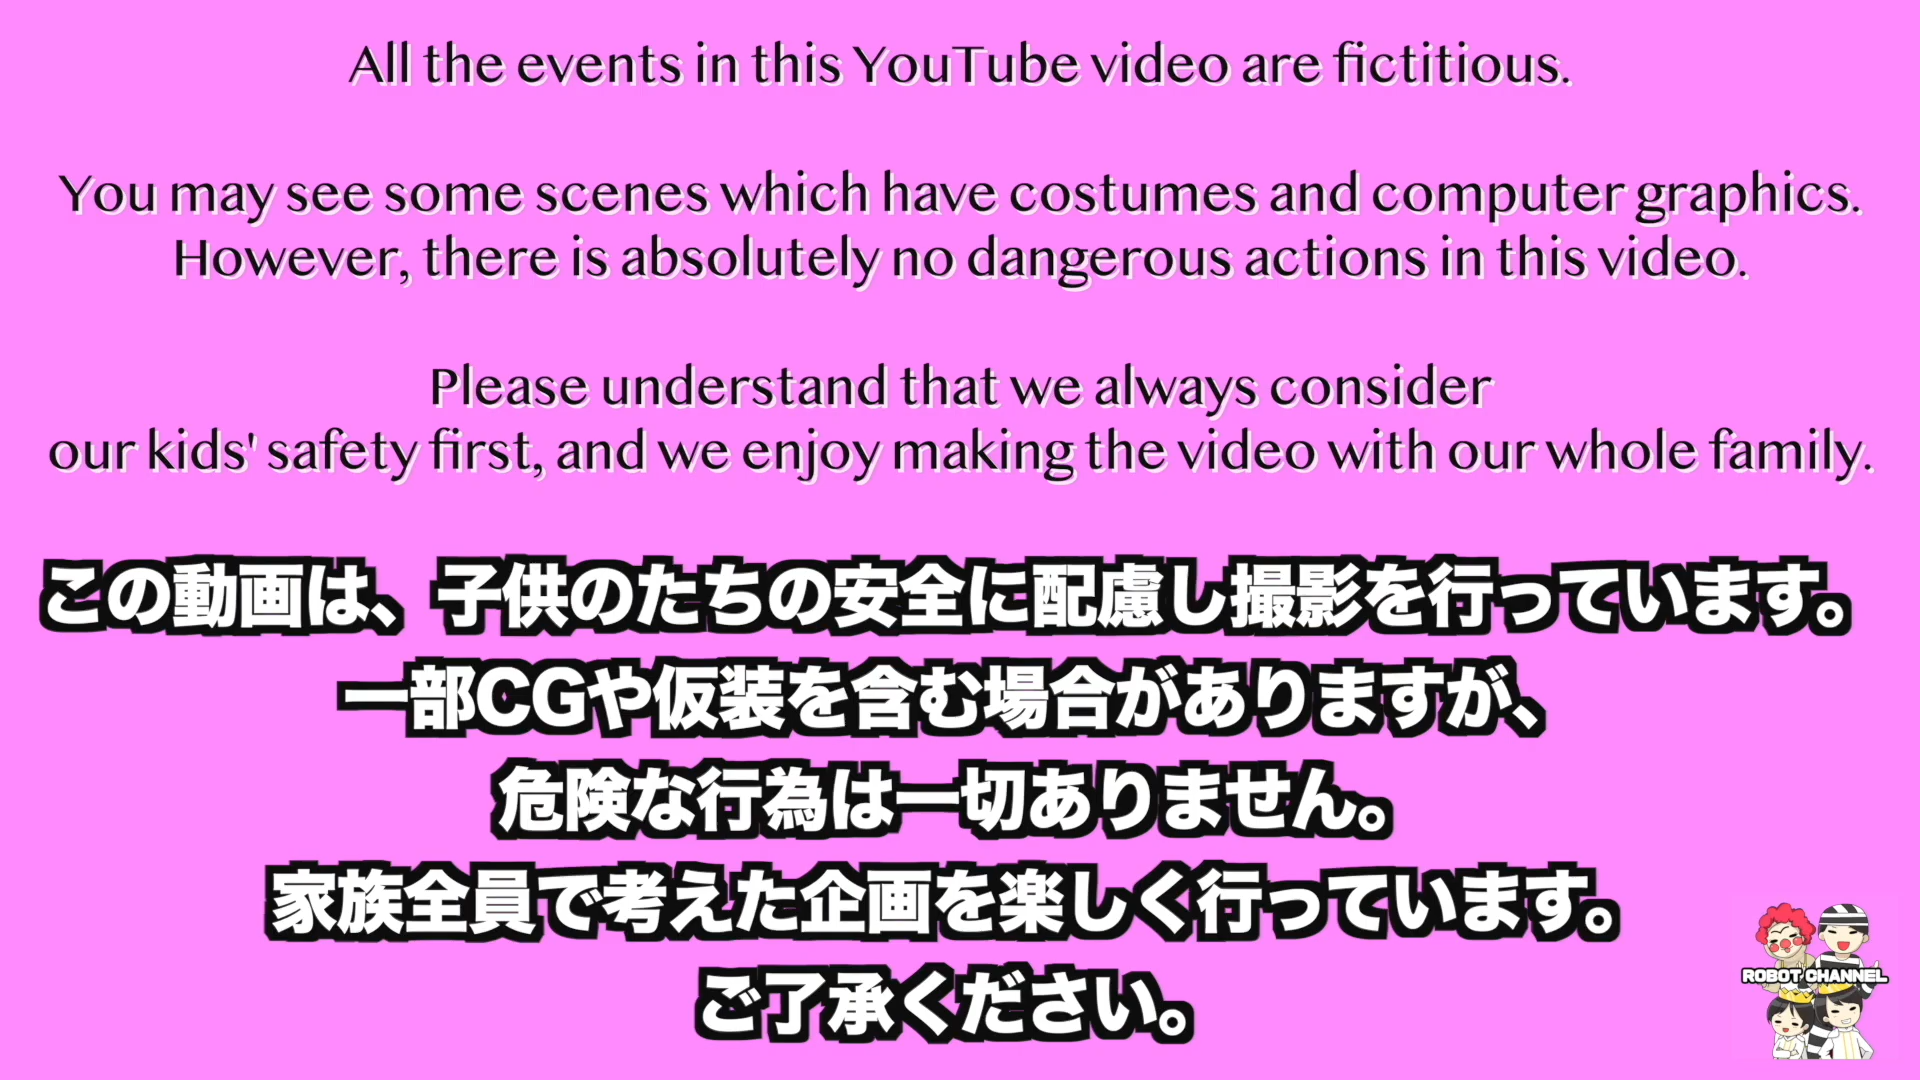 All the events in this YouTube video are fictitious.
You may see some scenes which have costumes and computer graphics.
However, there is absolutely no dangerous actions in this video.
Please understand that we always consider
our kids' safety first, and we enjoy making the video with our whole family.
この動画は、子供のたちの安全に配慮し撮影を行っています。
一部CGや仮装を含む場合がありますが、
危険な行為は一切ありません。
家族全員で考えた企画を楽しく行っています。
ご了承ください。
ROBOT CHANNEL